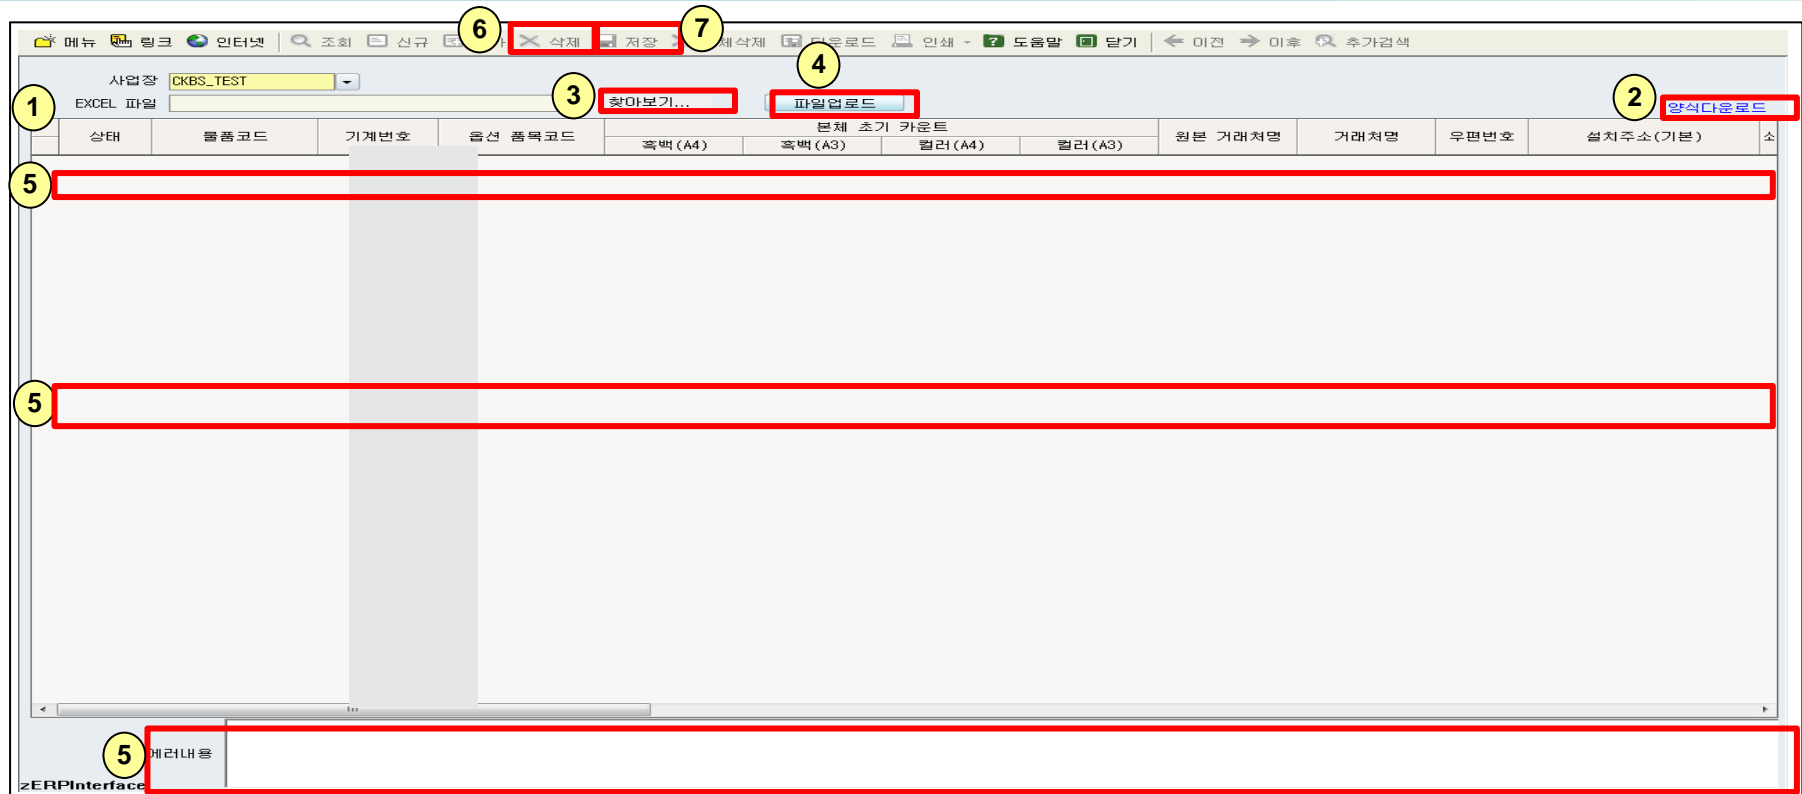 6 7
메뉴 링크 인터넷 조회 신규 삭제 저장 체삭제 다운로드 인쇄 도움말 닫기 이전 이후 추가검색
4
사업장 CKBS_TEST
1 EXCEL 파일 3 찾아보기... 파일업로드 2 양식다운로드
상태 물품코드 기계번호 옵션 품목코드 본체 초기 카운트 원본 거래처명 거래처명 우편번호 설치주소(기본) 소
흑백(A4) 흑백(A3) 컬러(A4) 컬러(A3)
5
5
5 에러내용
zERPInterface